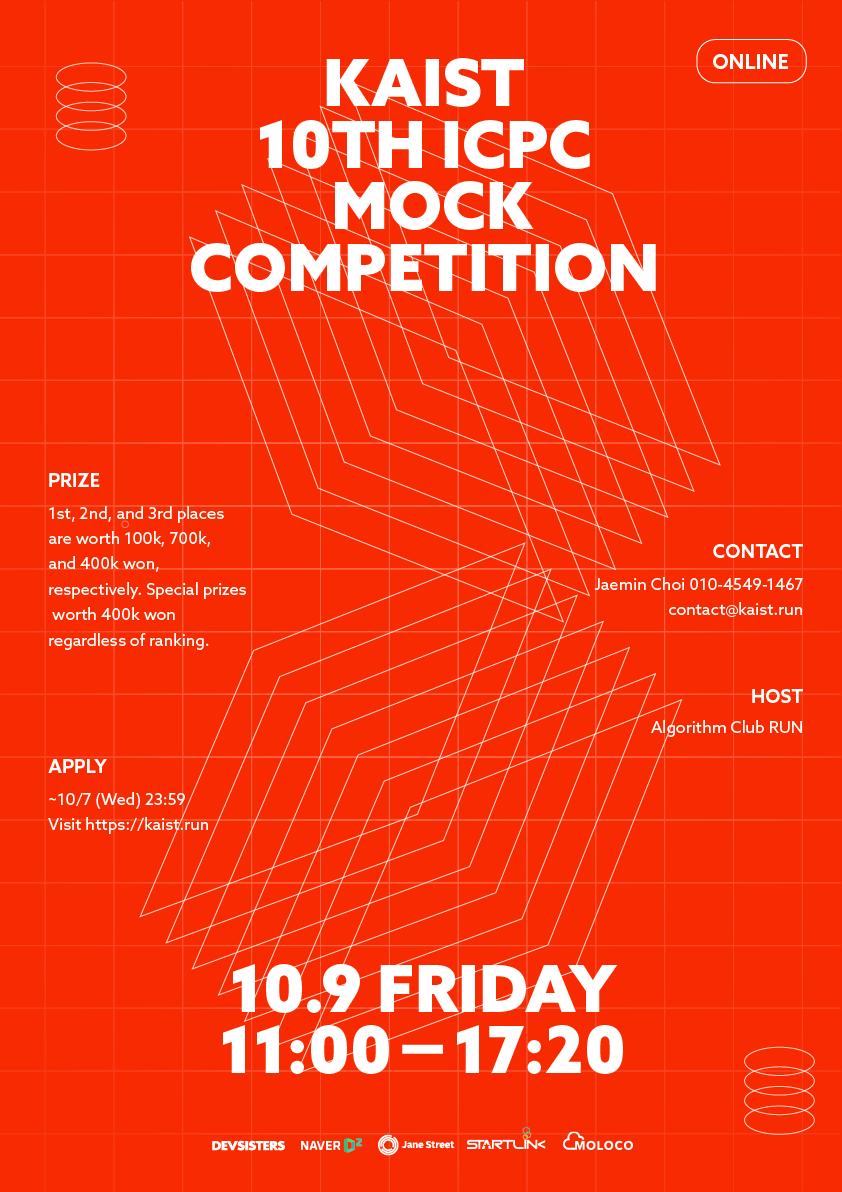 ONLINE
KAIST
10TH ICPC
MOCK
COMPETITION
PRIZE
1st, 2nd, and 3rd places
are worth 100k, 700k,
and 400k won,
respectively. Special prizes
worth 400k won
regardless of ranking.
CONTACT
Jaemin Choi 010-4549-1467
contact@kaist.run
HOST
Algorithm Club RUN
APPLY
~10/7 (Wed) 23:59
Visit https://kaist.run
10.9 FRIDAY
11:00 — 17:20
DEVSISTERS NAVER D2 Jane Street STARTLINK MOLOCO